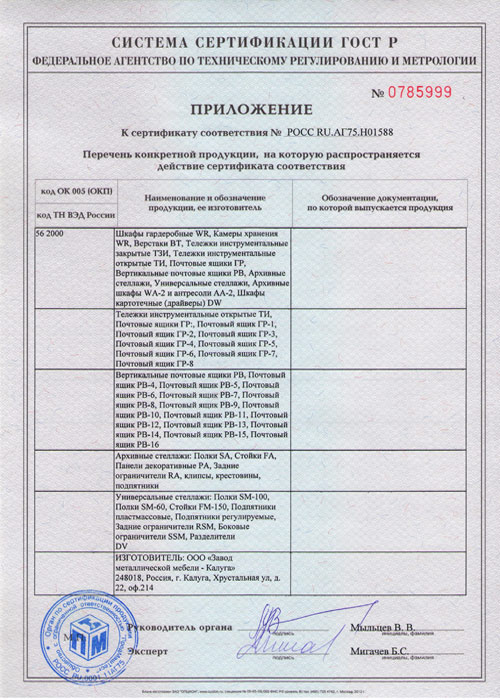 СИСТЕМА СЕРТИФИКАЦИИ ГОСТ Р
ФЕДЕРАЛЬНОЕ АГЕНТСТВО ПО ТЕХНИЧЕСКОМУ РЕГУЛИРОВАНИЮ И МЕТРОЛОГИИ
№ 0785999
ПРИЛОЖЕНИЕ
К сертификату соответствия № РОСС RU.АГ75.Н01588
Перечень конкретной продукции, на которую распространяется
действие сертификата соответствия
код ОК 005 (ОКП)
код ТН ВЭД России
Наименование и обозначение
продукции, ее изготовитель
Обозначение документации,
по которой выпускается продукция
56 2000
Шкафы гардеробные WR, Камеры хранения
WR, Верстаки ВТ, Тележки инструментальные
закрытые ТЗИ, Тележки инструментальные
открытые ТИ, Почтовые ящики ГР,
Вертикальные почтовые ящики РВ, Архивные
стеллажи, Универсальные стеллажи, Архивные
шкафы WA-2 и антресоли АА-2, Шкафы
картотечные (драйверы) DW
Тележки инструментальные открытые ТИ,
Почтовые ящики ГР:, Почтовый ящик ГР-1,
Почтовый ящик ГР-2, Почтовый ящик ГР-3,
Почтовый ящик ГР-4, Почтовый ящик ГР-5,
Почтовый ящик ГР-6, Почтовый ящик ГР-7,
Почтовый ящик ГР-8
Вертикальные почтовые ящики РВ, Почтовый
ящик РВ-4, Почтовый ящик РВ-5, Почтовый
ящик РВ-6, Почтовый ящик РВ-7, Почтовый
ящик РВ-8, Почтовый ящик РВ-9, Почтовый
ящик РВ-10, Почтовый ящик РВ-11, Почтовый
ящик РВ-12, Почтовый ящик РВ-13, Почтовый
ящик РВ-14, Почтовый ящик РВ-15, Почтовый
ящик РВ-16
Архивные стеллажи: Полки SA, Стойки FA,
Панели декоративные РА, Задние
ограничители RA, клипсы, крестовины,
подпятники
Универсальные стеллажи: Полки SM-100,
Полки SM-60, Стойки FM-150, Подпятники
пластмассовые, Подпятники регулируемые,
Задние ограничители RSM, Боковые
ограничители SSM, Разделители
DV
ИЗГОТОВИТЕЛЬ: ООО «Завод
металлической мебели - Калуга»
248018, Россия, г. Калуга, Хрустальная ул, д.
22, оф.214
Руководитель органа
подпись
Мыльцев В. В.
инициалы, фамилия
Эксперт
подпись
Мигачев Б.С.
инициалы, фамилия
Орган по сертификации продукции
РОСС RU.0001.11АГ75